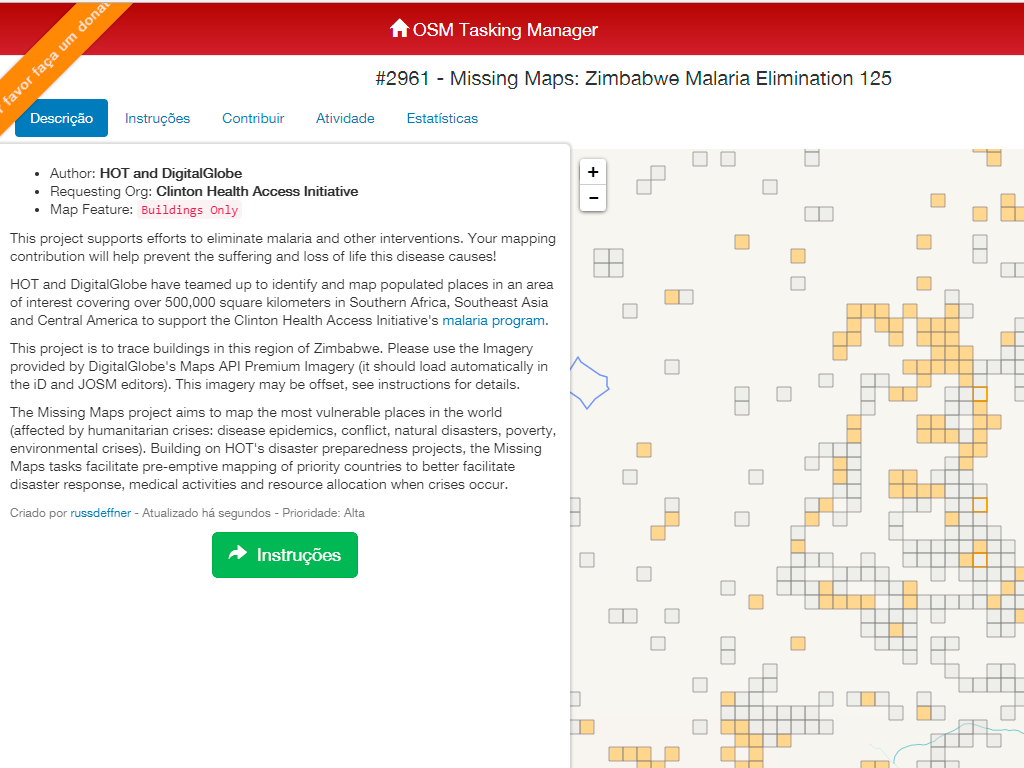 favor faça um donat
OSM Tasking Manager
#2961 - Missing Maps: Zimbabwe Malaria Elimination 125
Descrição Instruções Contribuir Atividade Estatísticas
• Author: HOT and DigitalGlobe
• Requesting Org: Clinton Health Access Initiative
• Map Feature: Buildings Only
This project supports efforts to eliminate malaria and other interventions. Your mapping
contribution will help prevent the suffering and loss of life this disease causes!
HOT and DigitalGlobe have teamed up to identify and map populated places in an area
of interest covering over 500,000 square kilometers in Southern Africa, Southeast Asia
and Central America to support the Clinton Health Access Initiative's malaria program.
This project is to trace buildings in this region of Zimbabwe. Please use the Imagery
provided by DigitalGlobe's Maps API Premium Imagery (it should load automatically in
the iD and JOSM editors). This imagery may be offset, see instructions for details.
The Missing Maps project aims to map the most vulnerable places in the world
(affected by humanitarian crises: disease epidemics, conflict, natural disasters, poverty,
environmental crises). Building on HOT's disaster preparedness projects, the Missing
Maps tasks facilitate pre-emptive mapping of priority countries to better facilitate
disaster response, medical activities and resource allocation when crises occur.
Criado por russdeffner - Atualizado há segundos - Prioridade: Alta
Instruções
+
−